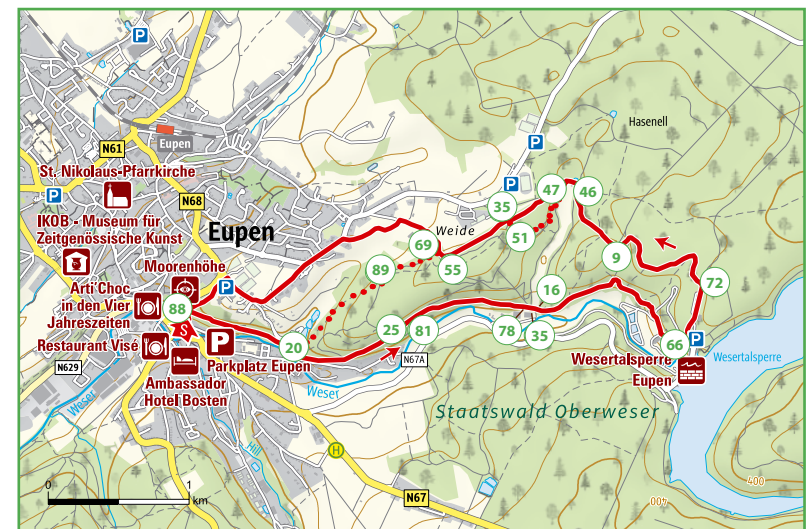 P
N61
Eupen
Hasenell
P
St. Nikolaus-Pfarrkirche
P
P
N68
35
47
46
IKOB - Museum für
Zeitgenössische Kunst
Eupen
Weide
69
51
Moorenhöhe
89
55
9
72
P
Arti'Choc
in den Vier
Jahreszeiten
88
S
16
25
81
78
35
20
P
Parkplatz Eupen
N67A
66
P
Restaurant Visé
Wesertalsperre
Eupen
Wesertalsperre
N629
Ambassador
Hotel Bosten
Weser
Weser
Staatswald Oberweser
Hill
H
400
400
0
1
km
N67